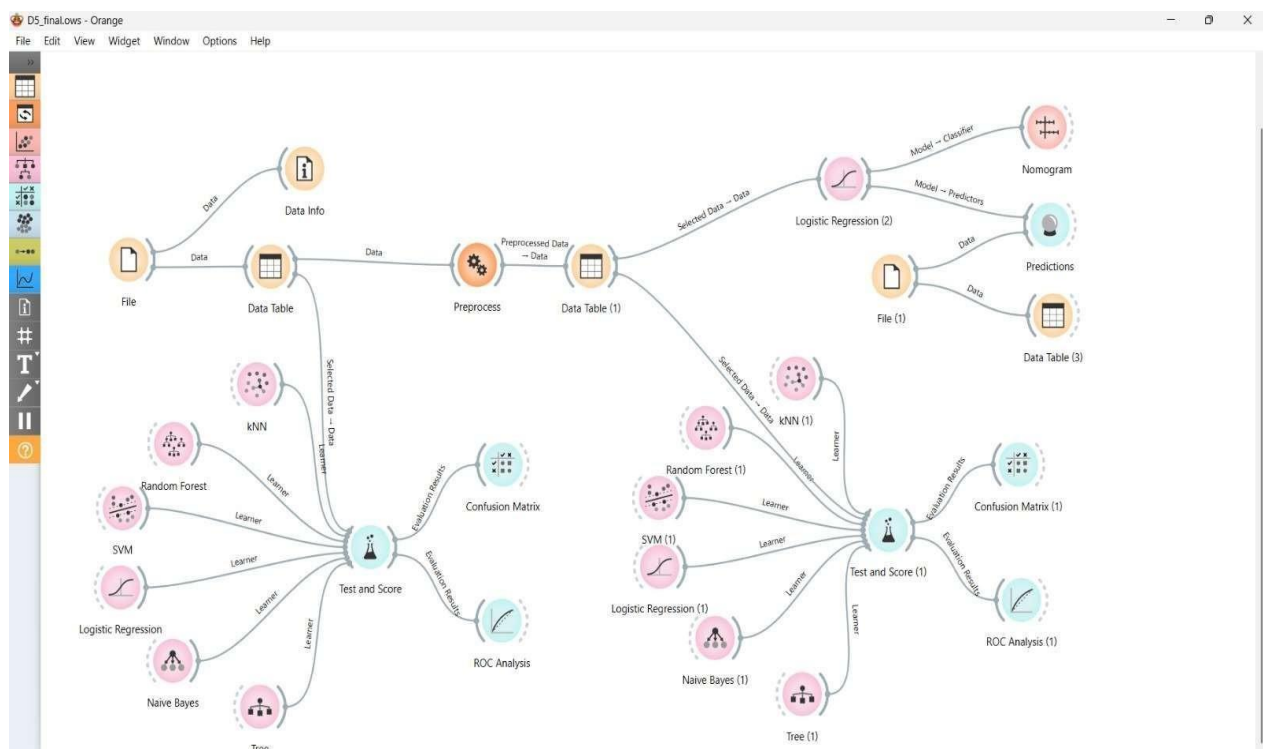 D5_final.ows - Orange
File Edit View Widget Window Options Help
Data
Data Info
Data
File
Data Table
Data
Preprocess
Preprocessed Data
→ Data
Data Table (1)
Selected Data → Data
Logistic Regression (2)
Model → Classifier
Nomogram
Model → Predictors
Predictions
Data
File (1)
Data
Data Table (3)
Selected Data → Data
kNN
Learner
Random Forest
Learner
SVM
Learner
Logistic Regression
Learner
Naive Bayes
Learner
Tree
Learner
Test and Score
Evaluation Results
Confusion Matrix
Evaluation Results
ROC Analysis
Selected Data → Data
kNN (1)
Learner
Random Forest (1)
Learner
SVM (1)
Learner
Logistic Regression (1)
Learner
Naive Bayes (1)
Learner
Tree (1)
Learner
Test and Score (1)
Evaluation Results
Confusion Matrix (1)
Evaluation Results
ROC Analysis (1)